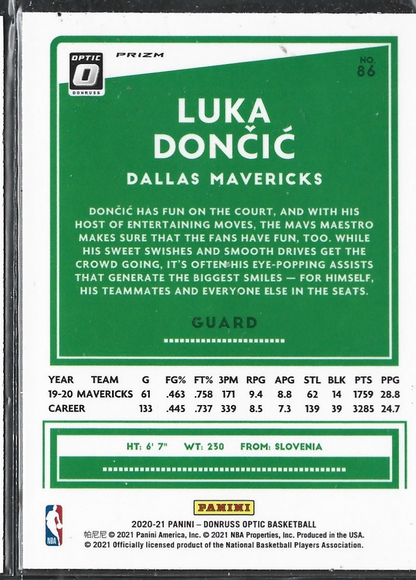 OPTIC
DONRUSS
PRIZM
NO.
86
LUKA
DONČIĆ
DALLAS MAVERICKS
DONČIĆ HAS FUN ON THE COURT, AND WITH HIS
HOST OF ENTERTAINING MOVES, THE MAVS MAESTRO
MAKES SURE THAT THE FANS HAVE FUN, TOO. WHILE
HIS SWEET SWISHES AND SMOOTH DRIVES GET THE
CROWD GOING, IT'S OFTEN HIS EYE-POPPING ASSISTS
THAT GENERATE THE BIGGEST SMILES — FOR HIMSELF,
HIS TEAMMATES AND EVERYONE ELSE IN THE SEATS.
GUARD
YEAR TEAM G FG% FT% 3PM RPG APG STL BLK PTS PPG
19-20 MAVERICKS 61 .463 .758 171 9.4 8.8 62 14 1759 28.8
CAREER 133 .445 .737 339 8.5 7.3 139 39 3285 24.7
HT: 6' 7" WT: 230 FROM: SLOVENIA
PANINI
2020-21 PANINI – DONRUSS OPTIC BASKETBALL
帕尼尼 © 2021 Panini America, Inc. © 2021 NBA Properties, Inc. Produced in the USA.
© 2021 Officially licensed product of the National Basketball Players Association.
NBA